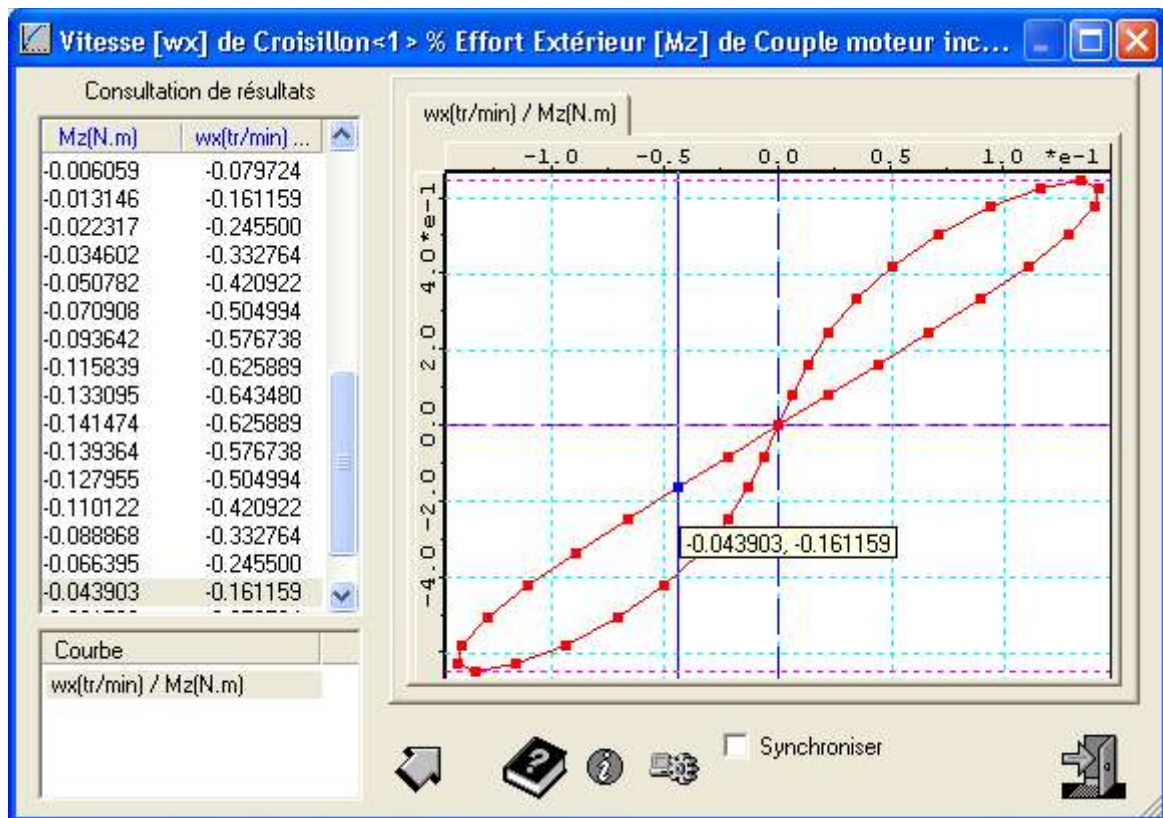 Vitesse [wx] de Croisillon<1> % Effort Extérieur [Mz] de Couple moteur inc...
Consultation de résultats
Mz(N.m) wx(tr/min) ...
-0.006059 -0.079724
-0.013146 -0.161159
-0.022317 -0.245500
-0.034602 -0.332764
-0.050782 -0.420922
-0.070908 -0.504994
-0.093642 -0.576738
-0.115839 -0.625889
-0.133095 -0.643480
-0.141474 -0.625889
-0.139364 -0.576738
-0.127955 -0.504994
-0.110122 -0.420922
-0.088868 -0.332764
-0.066395 -0.245500
-0.043903 -0.161159
Courbe
wx(tr/min) / Mz(N.m)
wx(tr/min) / Mz(N.m)
-1.0 -0.5 0.0 0.5 1.0 *e-1
4.0*e-1
2.0
0.0
-2.0
-4.0
-0.043903, -0.161159
Synchroniser